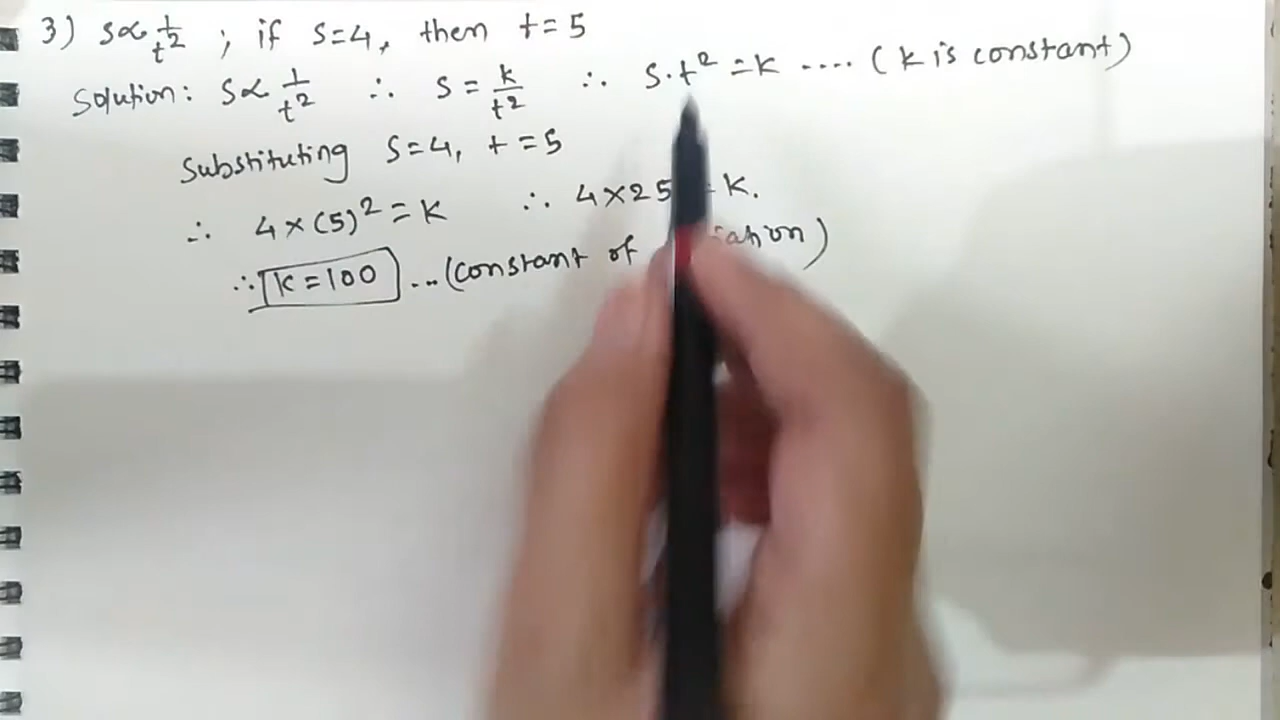 3) s∝1/t² ; if s=4, then t=5
Solution: s∝1/t² ∴ s=k/t² ∴ s·t²=k .... (k is constant)
Substituting s=4, t=5
∴ 4×(5)²=k ∴ 4×25 k.
∴ k=100 ... (constant of